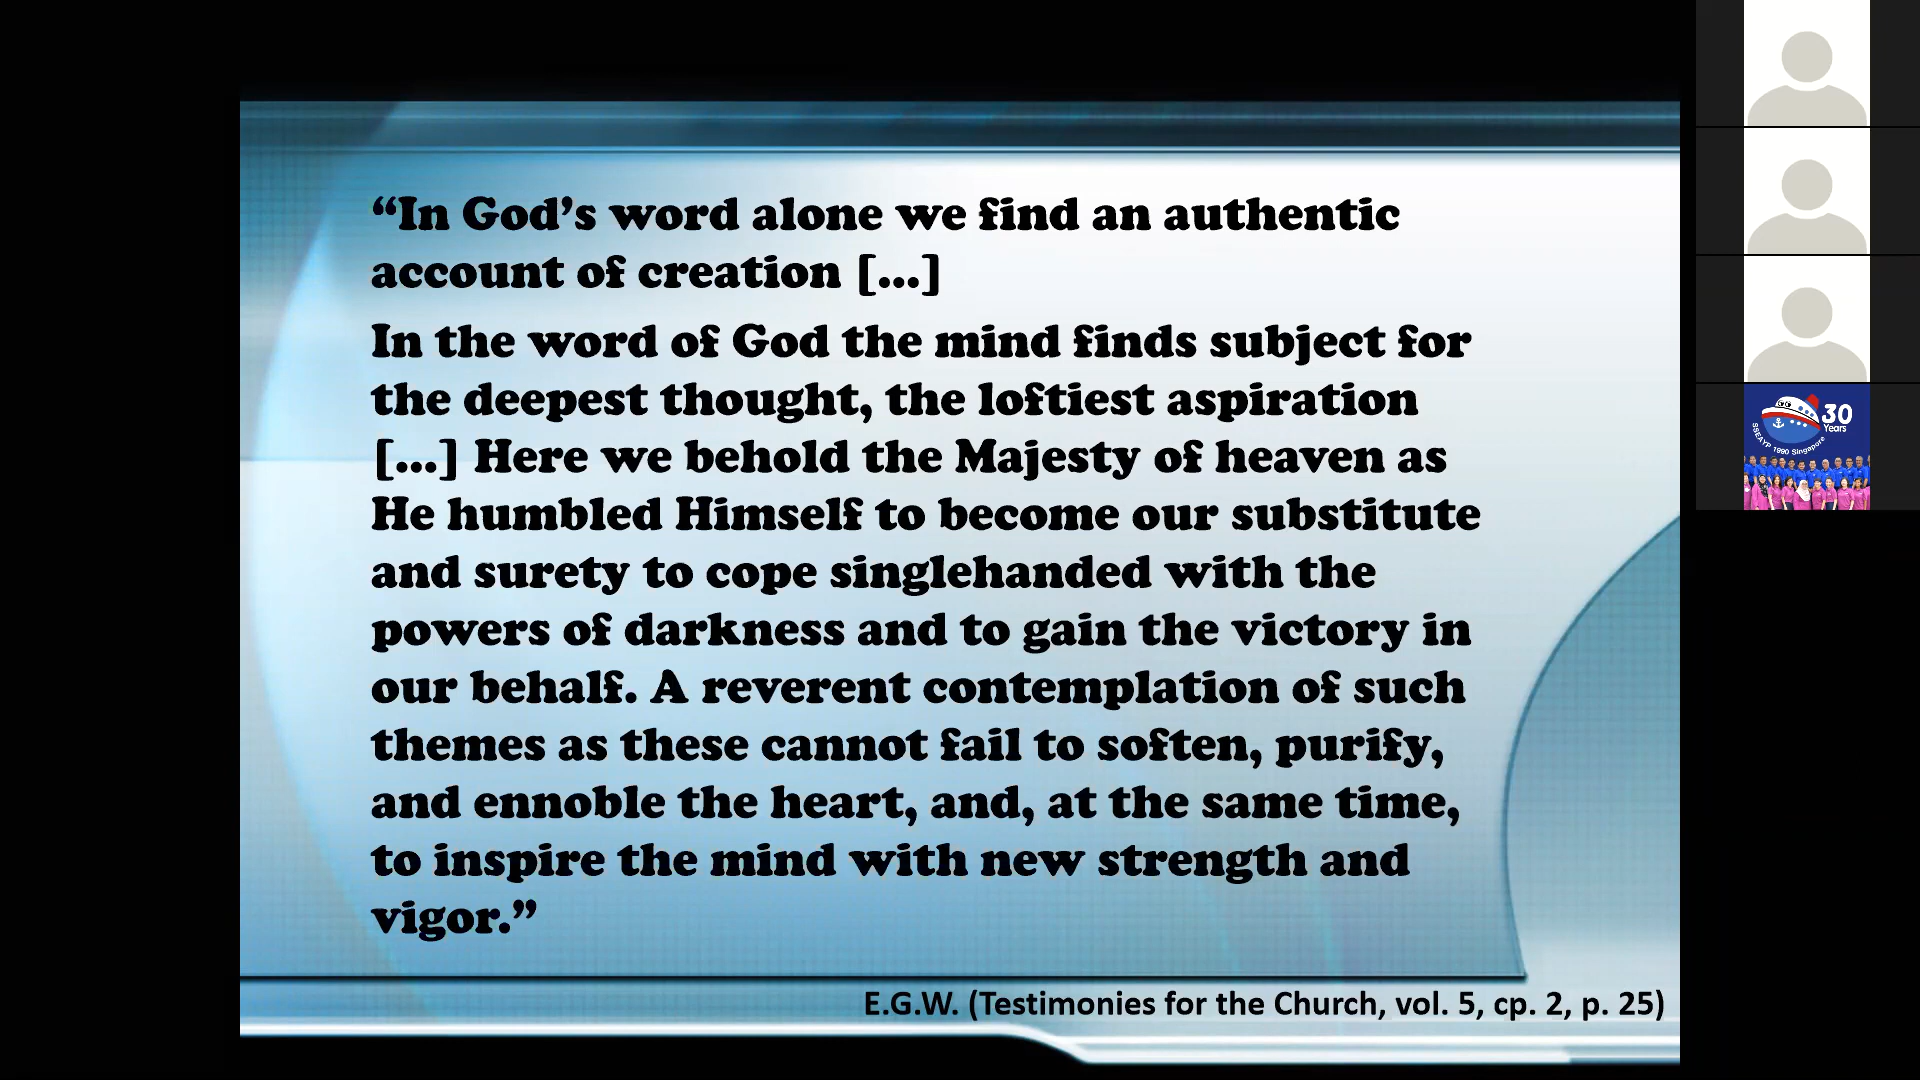 “In God’s word alone we find an authentic
account of creation [...]
In the word of God the mind finds subject for
the deepest thought, the loftiest aspiration
[...] Here we behold the Majesty of heaven as
He humbled Himself to become our substitute
and surety to cope singlehanded with the
powers of darkness and to gain the victory in
our behalf. A reverent contemplation of such
themes as these cannot fail to soften, purify,
and ennoble the heart, and, at the same time,
to inspire the mind with new strength and
vigor.”
E.G.W. (Testimonies for the Church, vol. 5, cp. 2, p. 25)
30
Years
SSEAYP 1990 Singapore